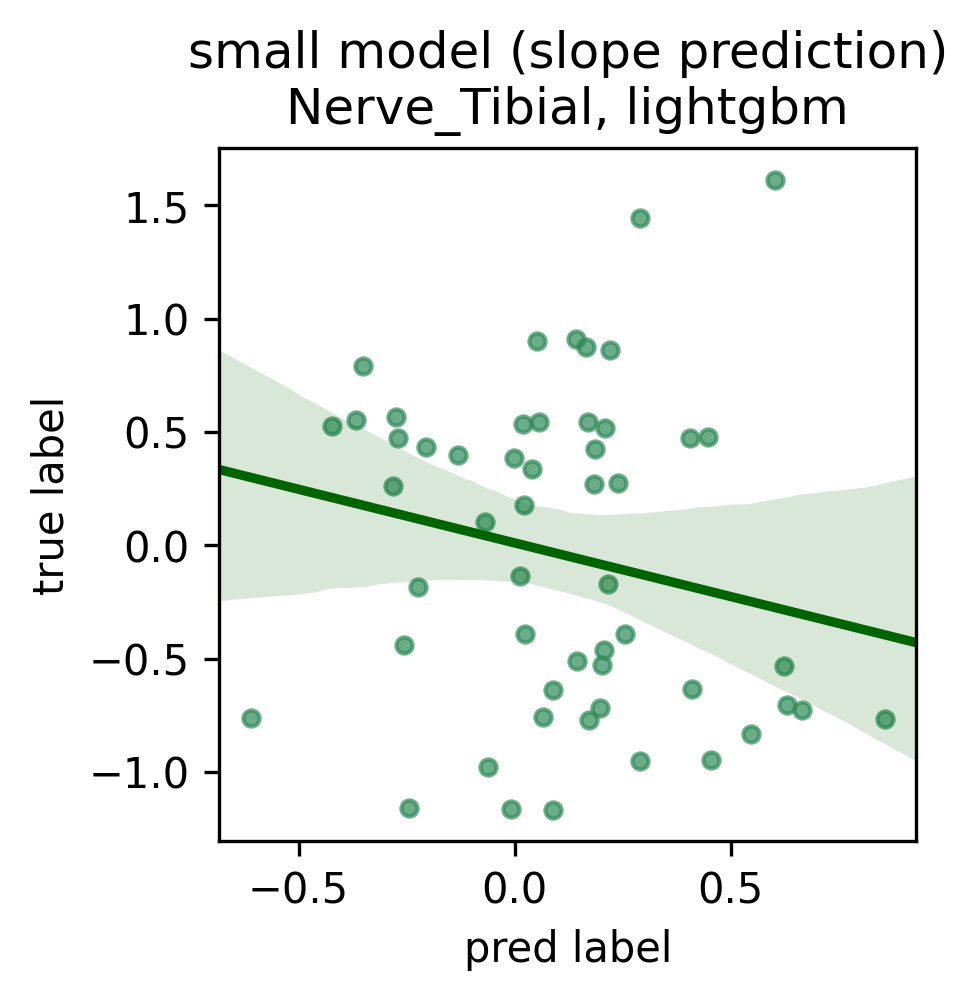 small model (slope prediction)
Nerve_Tibial, lightgbm
1.5
1.0
0.5
0.0
−0.5
−1.0
true label
−0.5 0.0 0.5
pred label